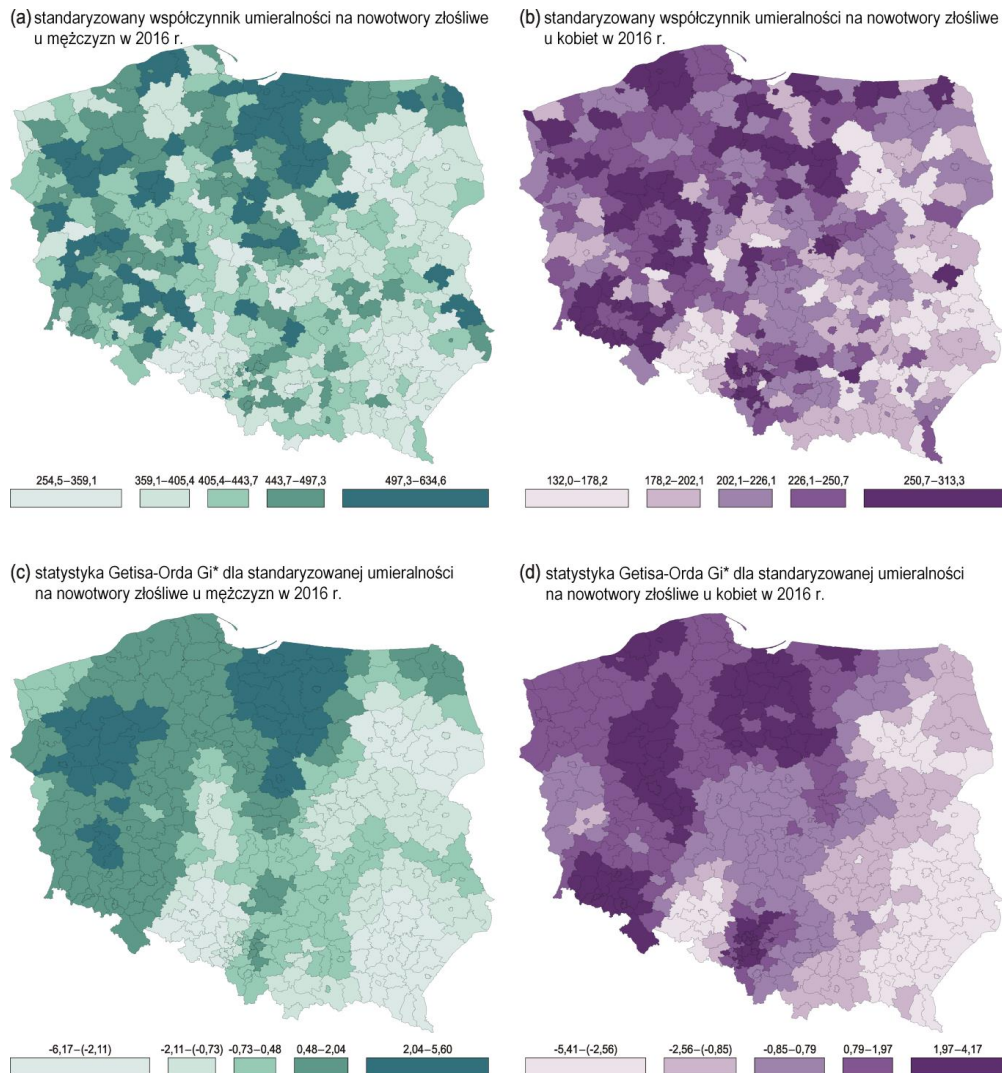 (a) standaryzowany współczynnik umieralności na nowotwory złośliwe
u mężczyzn w 2016 r.
(b) standaryzowany współczynnik umieralności na nowotwory złośliwe
u kobiet w 2016 r.
254,5–359,1 359,1–405,4 405,4–443,7 443,7–497,3 497,3–634,6
132,0–178,2 178,2–202,1 202,1–226,1 226,1–250,7 250,7–313,3
(c) statystyka Getisa-Orda Gi* dla standaryzowanej umieralności
na nowotwory złośliwe u mężczyzn w 2016 r.
(d) statystyka Getisa-Orda Gi* dla standaryzowanej umieralności
na nowotwory złośliwe u kobiet w 2016 r.
-6,17–(-2,11) -2,11–(-0,73) -0,73–0,48 0,48–2,04 2,04–5,60
-5,41–(-2,56) -2,56–(-0,85) -0,85–0,79 0,79–1,97 1,97–4,17